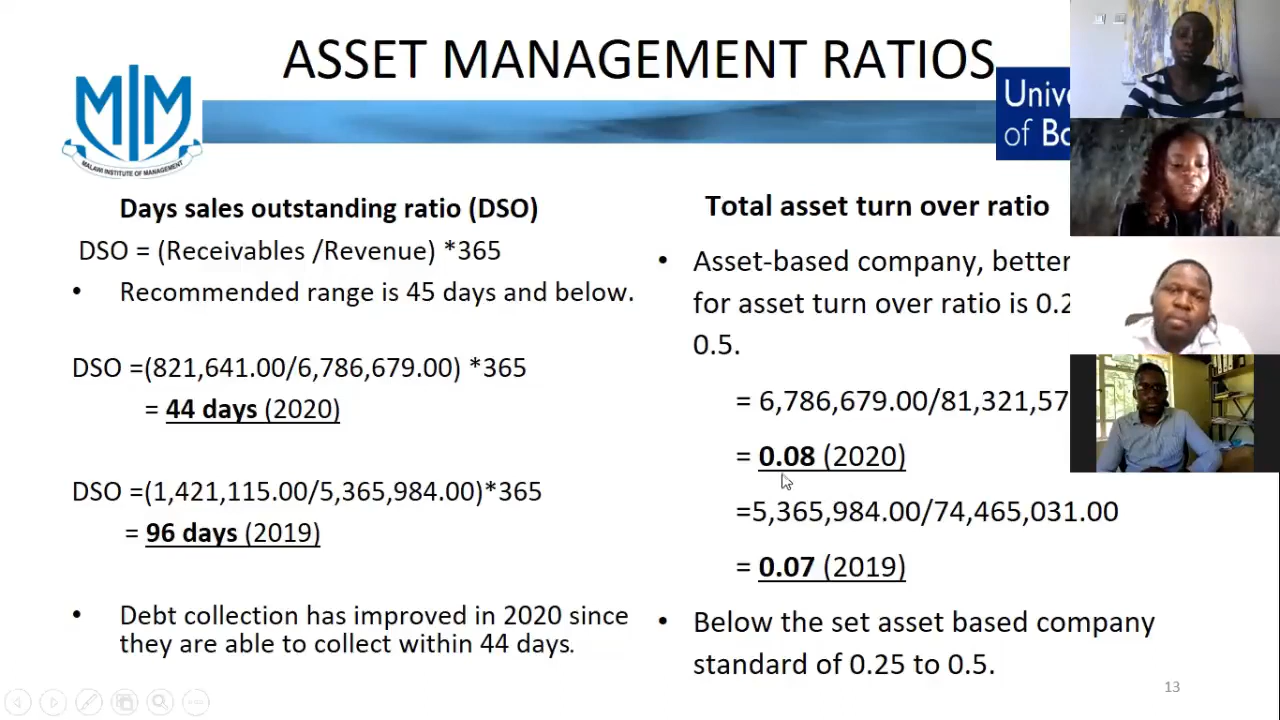 ASSET MANAGEMENT RATIOS
MIM
MALAWI INSTITUTE OF MANAGEMENT
of
Days sales outstanding ratio (DSO)
DSO = (Receivables /Revenue) *365
• Recommended range is 45 days and below.
DSO =(821,641.00/6,786,679.00) *365
= 44 days (2020)
DSO =(1,421,115.00/5,365,984.00)*365
= 96 days (2019)
• Debt collection has improved in 2020 since
they are able to collect within 44 days.
Total asset turn over ratio
• Asset-based company, better
for asset turn over ratio is
0.5.
= 6,786,679.00/81,321,57
= 0.08 (2020)
=5,365,984.00/74,465,031.00
= 0.07 (2019)
• Below the set asset based company
standard of 0.25 to 0.5.
13